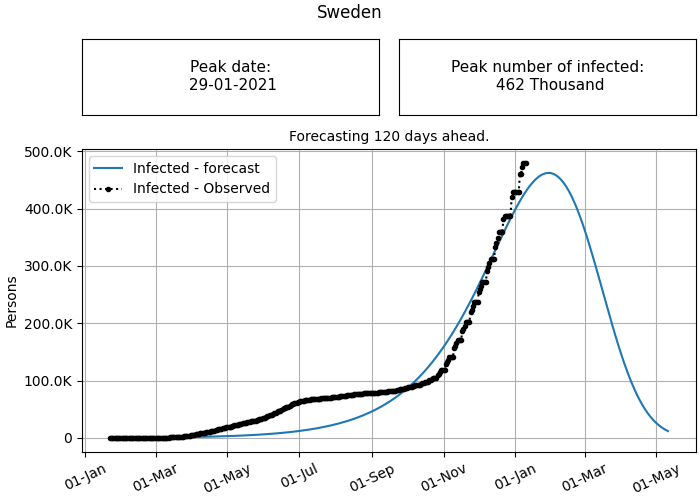 Sweden
Peak date:
29-01-2021
Peak number of infected:
462 Thousand
Forecasting 120 days ahead.
Infected - forecast
Infected - Observed
500.0K
400.0K
300.0K
200.0K
100.0K
0
Persons
01-Jan
01-Mar
01-May
01-Jul
01-Sep
01-Nov
01-Jan
01-Mar
01-May